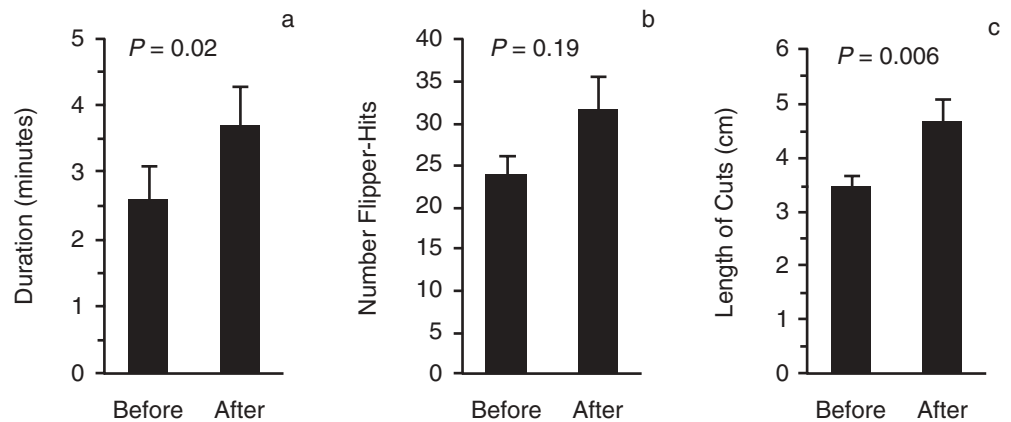 a
P = 0.02
Duration (minutes)
5
4
3
2
1
0
Before After
b
P = 0.19
Number Flipper-Hits
40
35
30
25
20
15
10
5
0
Before After
c
P = 0.006
Length of Cuts (cm)
6
5
4
3
2
1
0
Before After